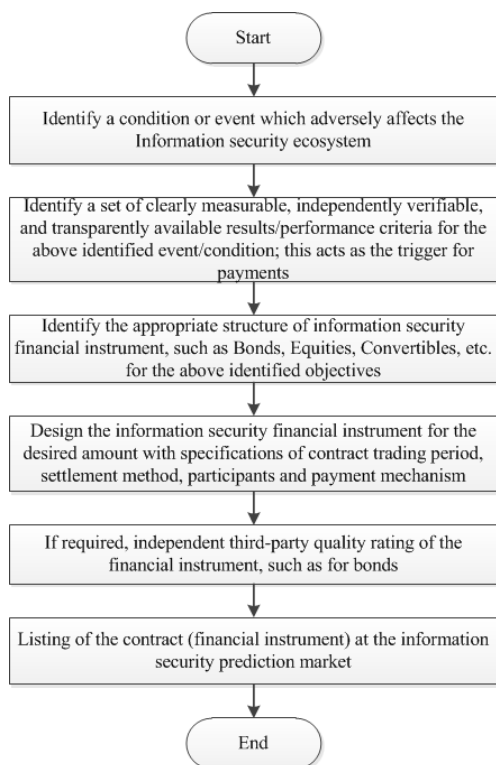 Start
Identify a condition or event which adversely affects the
Information security ecosystem
Identify a set of clearly measurable, independently verifiable,
and transparently available results/performance criteria for
the above identified event/condition; this acts as the trigger for
payments
Identify the appropriate structure of information security
financial instrument, such as Bonds, Equities, Convertibles, etc.
for the above identified objectives
Design the information security financial instrument for the
desired amount with specifications of contract trading period,
settlement method, participants and payment mechanism
If required, independent third-party quality rating of the
financial instrument, such as for bonds
Listing of the contract (financial instrument) at the information
security prediction market
End